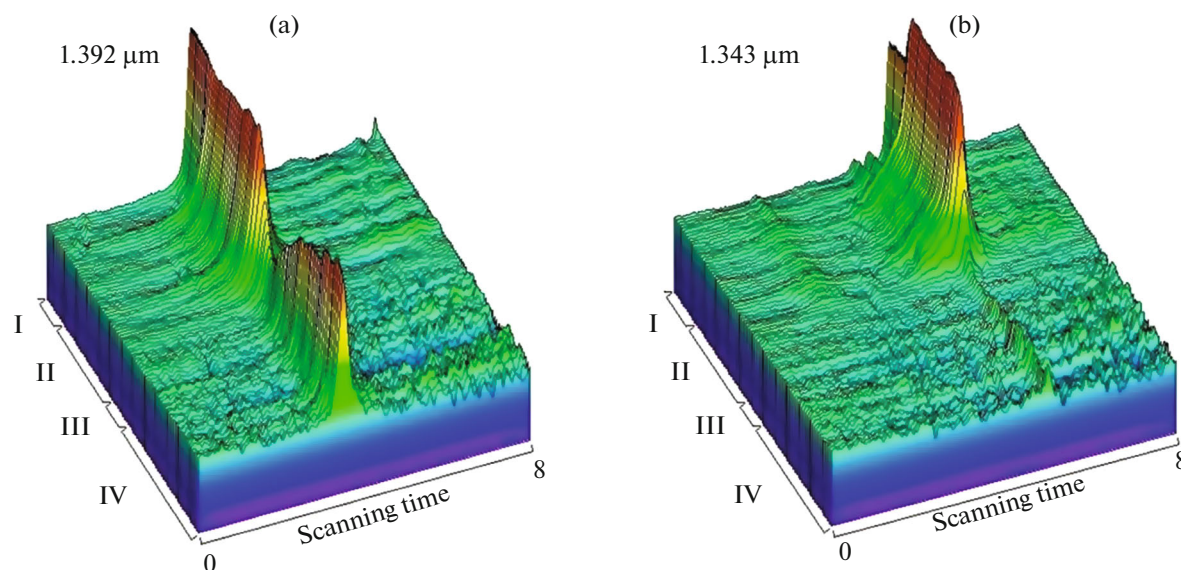 (a)
1.392 μm
I
II
III
IV
0
Scanning time
8
(b)
1.343 μm
I
II
III
IV
0
Scanning time
8